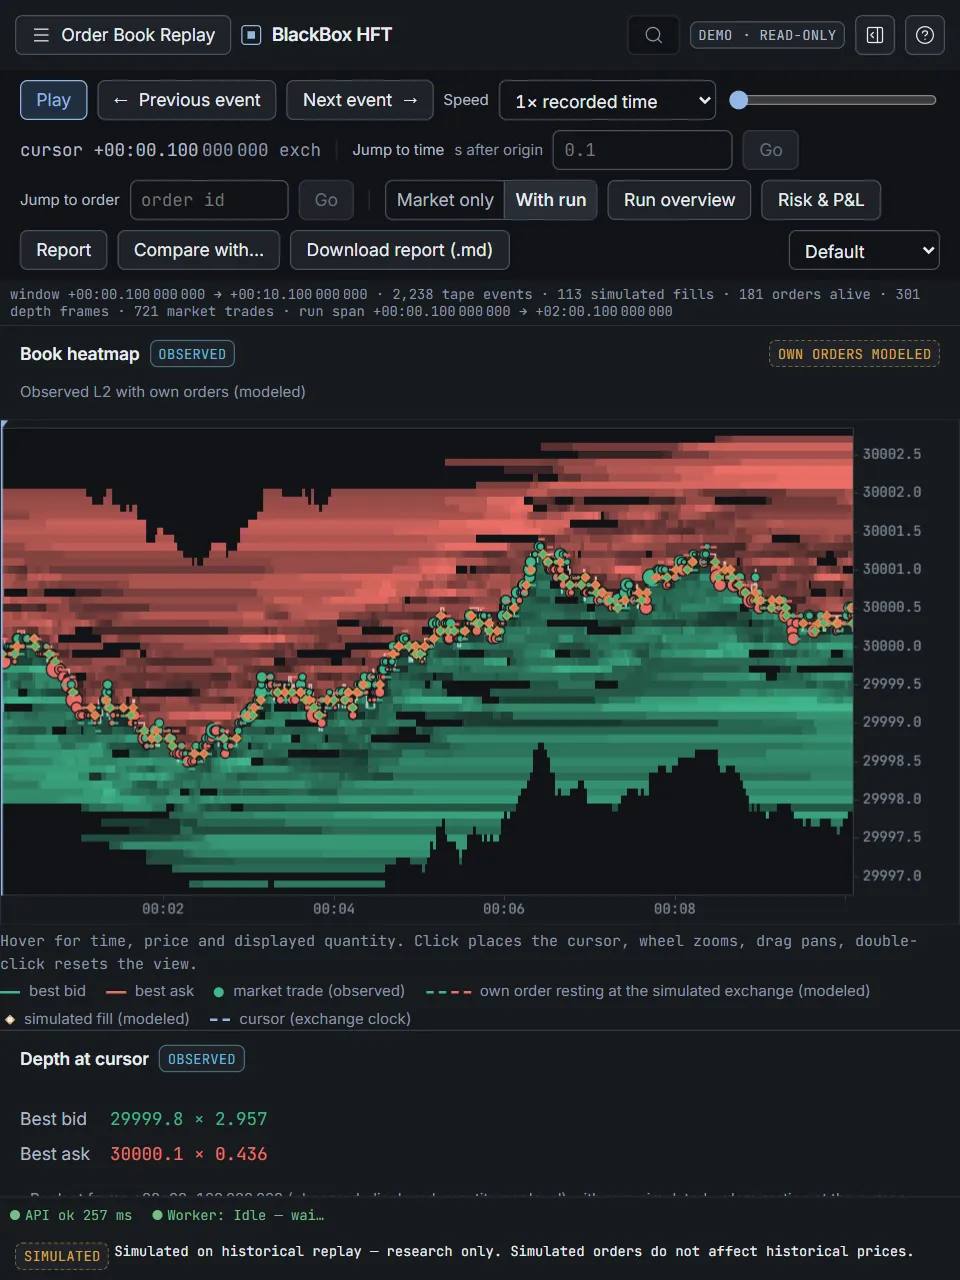 Order Book Replay BlackBox HFT DEMO · READ-ONLY
Play ← Previous event Next event → Speed 1× recorded time
cursor +00:00.100 000 000 exch Jump to time s after origin 0.1 Go
Jump to order order id Go Market only With run Run overview Risk & P&L
Report Compare with... Download report (.md) Default
window +00:00.100 000 000 → +00:10.100 000 000 · 2,238 tape events · 113 simulated fills · 181 orders alive · 301
depth frames · 721 market trades · run span +00:00.100 000 000 → +02:00.100 000 000
Book heatmap OBSERVED OWN ORDERS MODELED
Observed L2 with own orders (modeled)
30002.5
30002.0
30001.5
30001.0
30000.5
30000.0
29999.5
29999.0
29998.5
29998.0
29997.5
29997.0
00:02 00:04 00:06 00:08
Hover for time, price and displayed quantity. Click places the cursor, wheel zooms, drag pans, double-
click resets the view.
best bid best ask market trade (observed) own order resting at the simulated exchange (modeled)
simulated fill (modeled) cursor (exchange clock)
Depth at cursor OBSERVED
Best bid 29999.8 × 2.957
Best ask 30000.1 × 0.436
API ok 257 ms Worker: Idle — wai…
SIMULATED Simulated on historical replay — research only. Simulated orders do not affect historical prices.